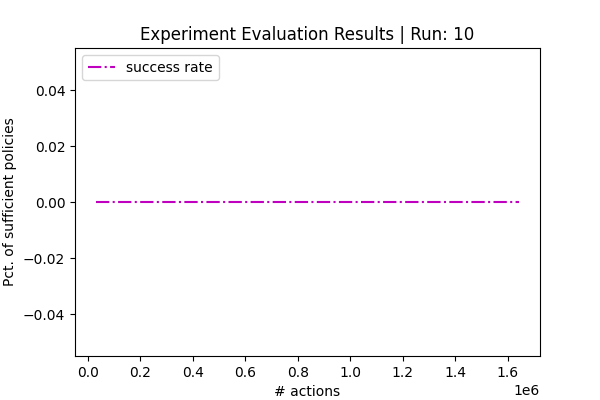 Experiment Evaluation Results | Run: 10
success rate
Pct. of sufficient policies
0.04
0.02
0.00
−0.02
−0.04
0.0 0.2 0.4 0.6 0.8 1.0 1.2 1.4 1.6
1e6
# actions